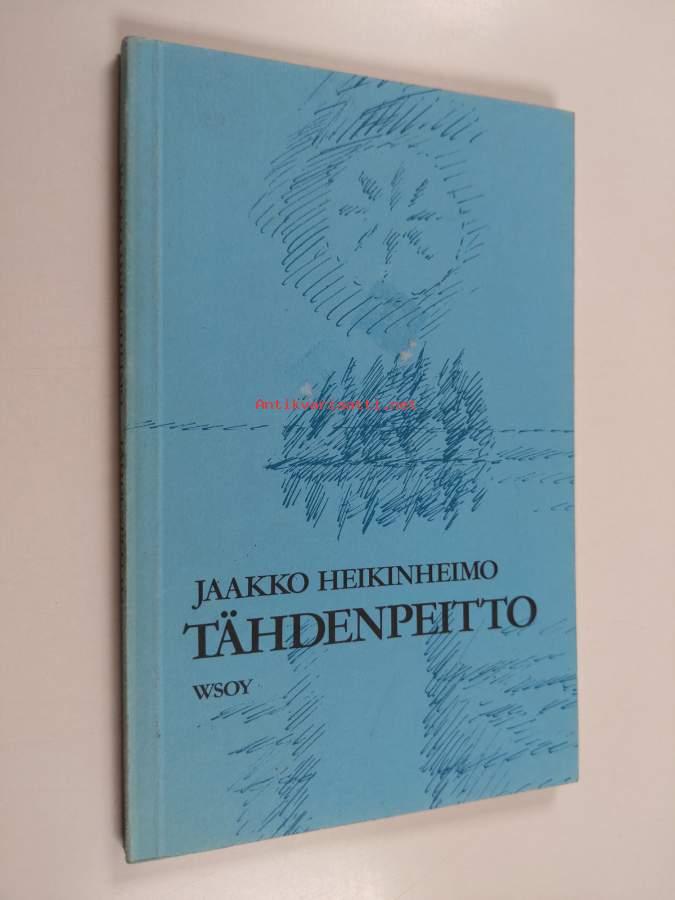 Antikvariaatti.net
JAAKKO HEIKINHEIMO
TÄHDENPEITTO
WSOY